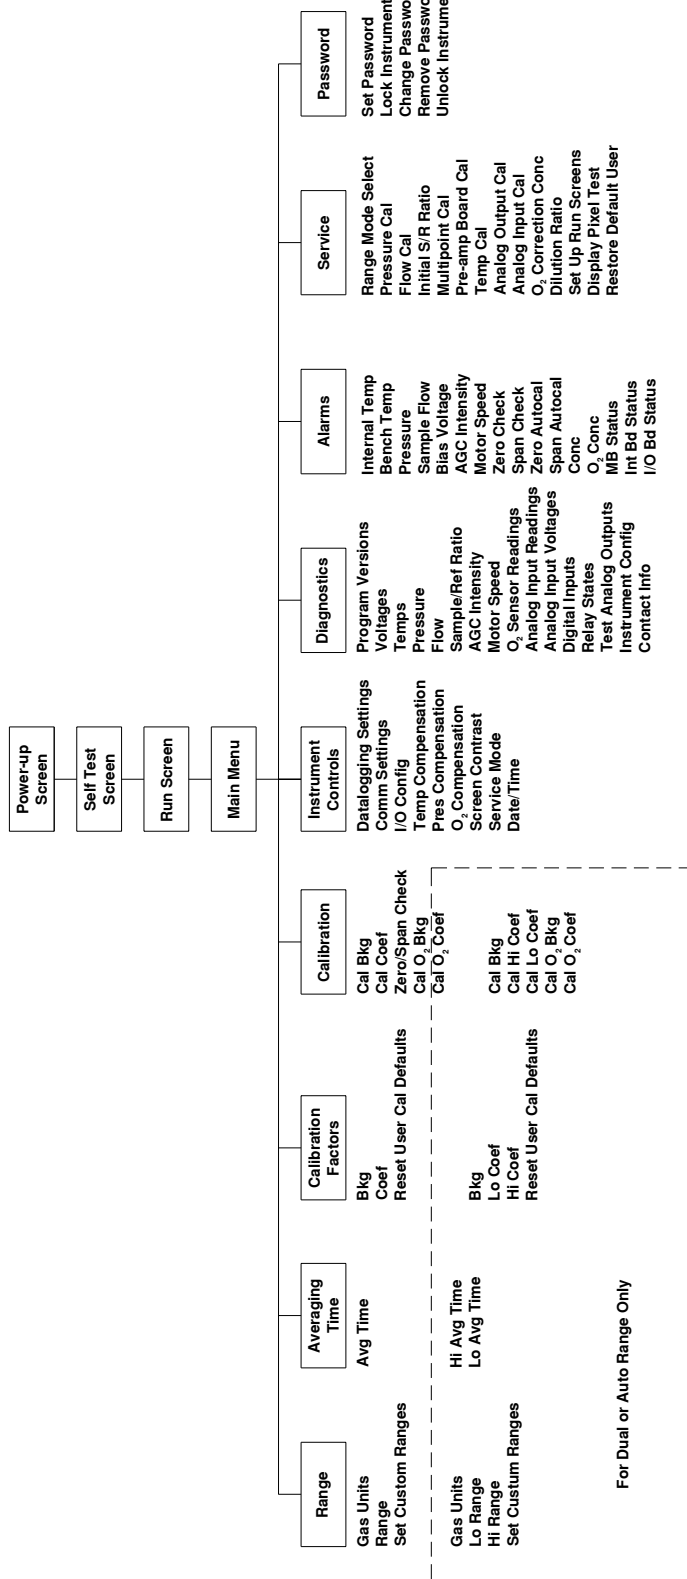 Power-up
Screen
Self Test
Screen
Run Screen
Main Menu
Range
Gas Units
Range
Set Custom Ranges
Averaging
Time
Avg Time
Calibration
Factors
Bkg
Coef
Reset User Cal Defaults
Calibration
Cal Bkg
Cal Coef
Zero/Span Check
Cal O₂ Bkg
Cal O₂ Coef
Instrument
Controls
Datalogging Settings
Comm Settings
I/O Config
Temp Compensation
Pres Compensation
O₂ Compensation
Screen Contrast
Service Mode
Date/Time
Diagnostics
Program Versions
Voltages
Temps
Pressure
Flow
Sample/Ref Ratio
AGC Intensity
Motor Speed
O₂ Sensor Readings
Analog Input Readings
Analog Input Voltages
Digital Inputs
Relay States
Test Analog Outputs
Instrument Config
Contact Info
Alarms
Internal Temp
Bench Temp
Pressure
Sample Flow
Bias Voltage
AGC Intensity
Motor Speed
Zero Check
Span Check
Zero Autocal
Span Autocal
Conc
O₂ Conc
MB Status
Int Bd Status
I/O Bd Status
Service
Range Mode Select
Pressure Cal
Flow Cal
Initial S/R Ratio
Multipoint Cal
Pre-amp Board Cal
Temp Cal
Analog Output Cal
Analog Input Cal
O₂ Correction Conc
Dilution Ratio
Set Up Run Screens
Display Pixel Test
Restore Default User
Password
Set Password
Lock Instrument
Change
Remove
Unlock
Gas Units
Lo Range
Hi Range
Set Custum Ranges
Hi Avg Time
Lo Avg Time
Bkg
Lo Coef
Hi Coef
Reset User Cal Defaults
Cal Bkg
Cal Hi Coef
Cal Lo Coef
Cal O₂ Bkg
Cal O₂ Coef
For Dual or Auto Range Only